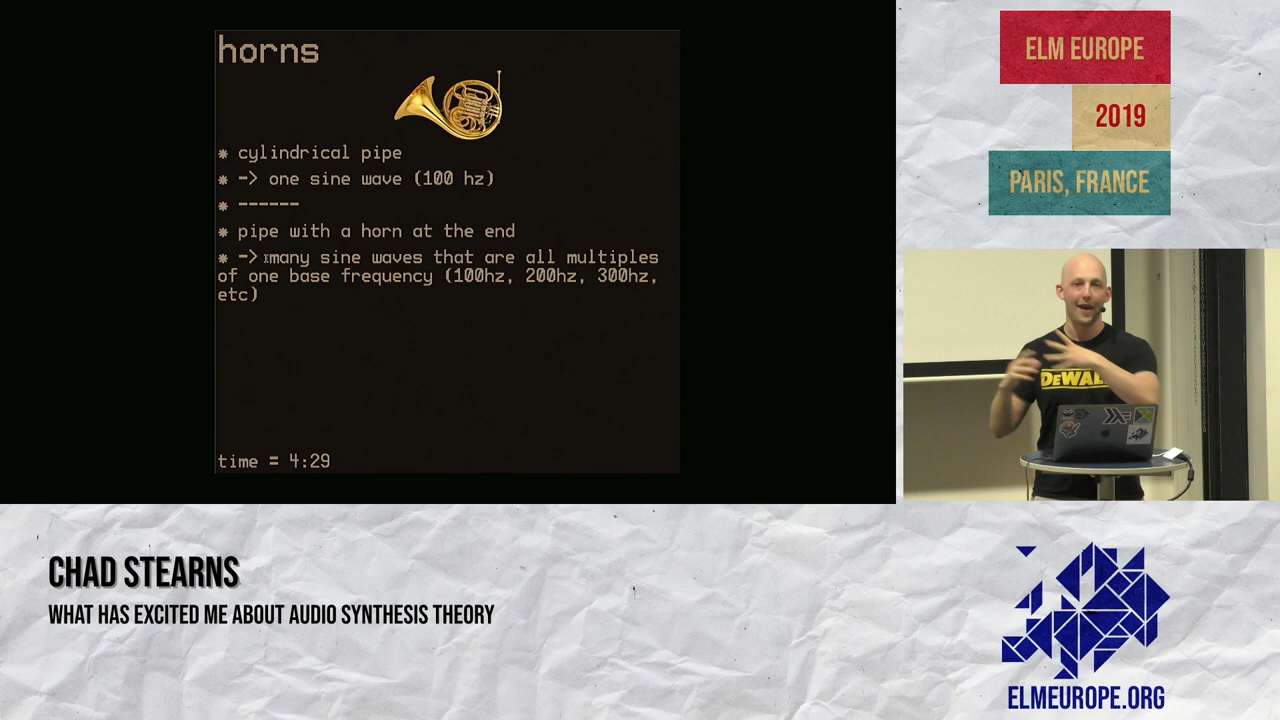 horns
* cylindrical pipe
* -> one sine wave (100 hz)
* ------
* pipe with a horn at the end
* -> many sine waves that are all multiples
of one base frequency (100hz, 200hz, 300hz,
etc)
time = 4:29
ELM EUROPE
2019
PARIS, FRANCE
DEWAL
CHAD STEARNS
WHAT HAS EXCITED ME ABOUT AUDIO SYNTHESIS THEORY
ELMEUROPE.ORG